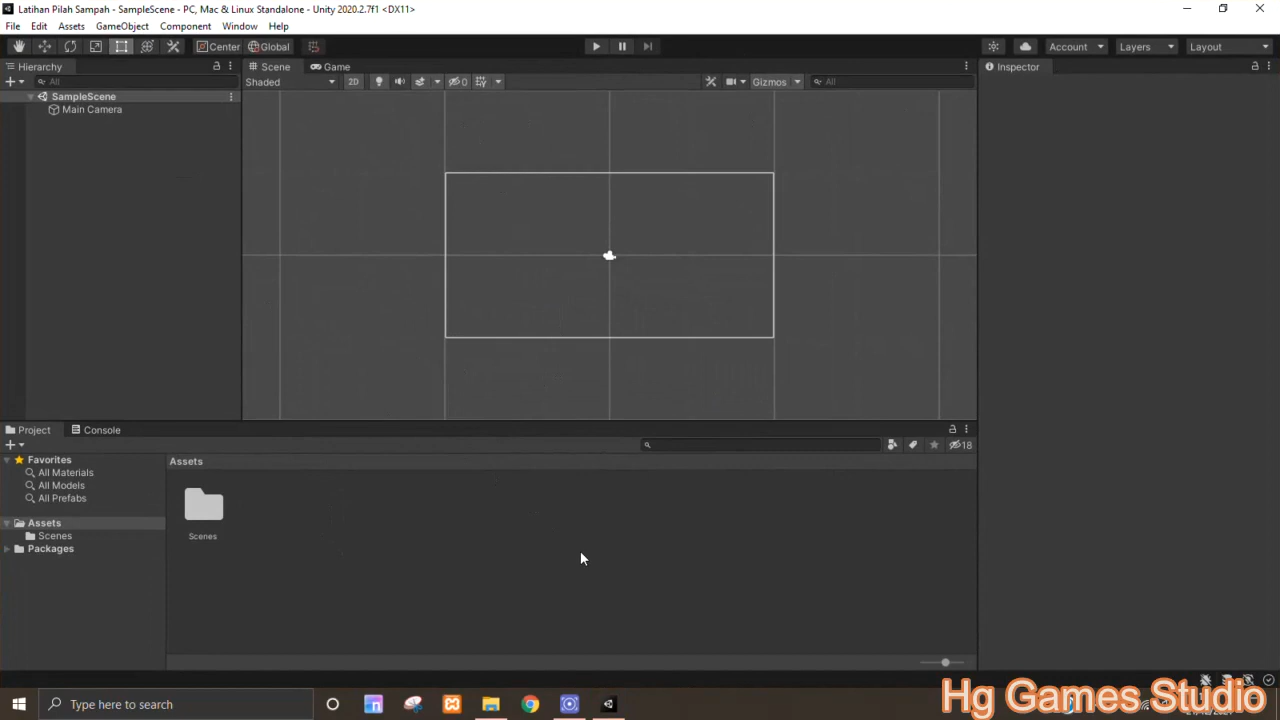 Latihan Pilah Sampah - SampleScene - PC, Mac & Linux Standalone - Unity 2020.2.7f1 <DX11>
File Edit Assets GameObject Component Window Help
Center Global Account Layers Layout
Hierarchy Scene Game Inspector
All Shaded 2D 0 Gizmos All
SampleScene
Main Camera
Project Console
18
Favorites Assets
All Materials
All Models
All Prefabs
Assets
Scenes Scenes
Packages
Type here to search
Hg Games Studio